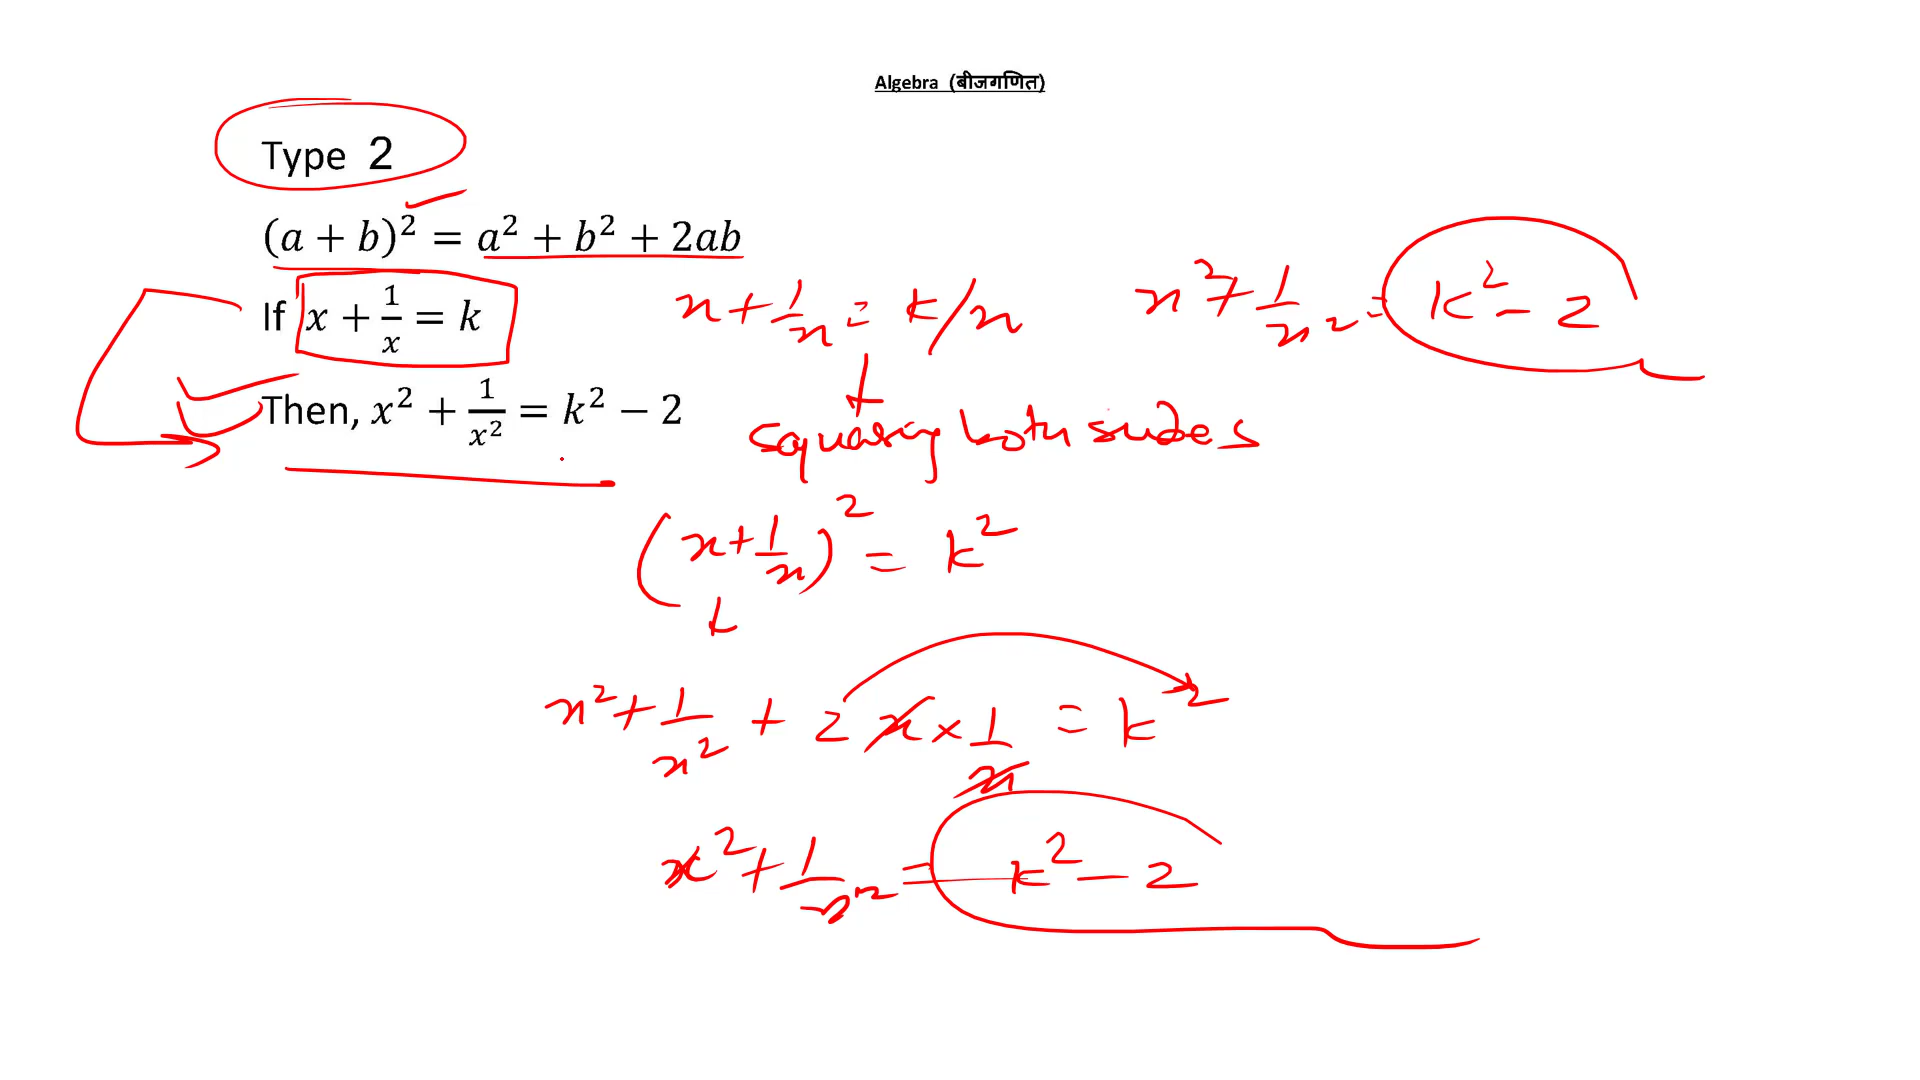 Algebra (बीजगणित)
Type 2
(a + b)² = a² + b² + 2ab
If x + 1/x = k
Then, x² + 1/x² = k² − 2
x + 1/x = k/x
x² + 1/x² = k² − 2
squaring both sides
(x + 1/x)² = k²
x² + 1/x² + 2 x × 1/x = k²
x² + 1/x² = k² − 2